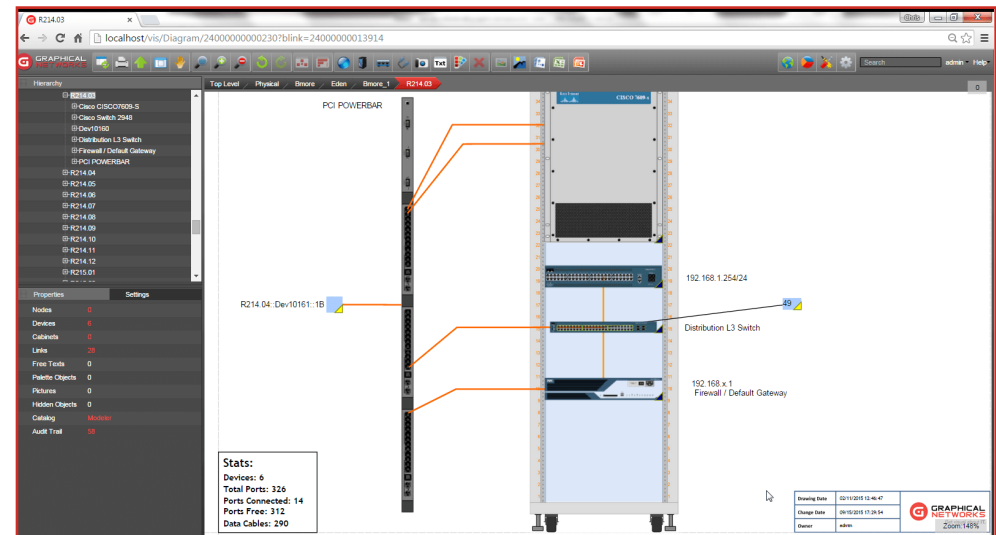 R214.03
Chris
localhost/vis/Diagram/24000000000230?blink=24000000013914
GRAPHICAL
NETWORKS
Txt
Search
admin
Help
Hierarchy
Top Level
Physical
Bmore
Eden
Bmore_1
R214.03
0
R214.03
Cisco CISCO7609-S
Cisco Switch 2948
Dev10160
Distribution L3 Switch
Firewall / Default Gateway
PCI POWERBAR
R214.04
R214.05
R214.06
R214.07
R214.08
R214.09
R214.10
R214.11
R214.12
R215.01
Properties
Settings
Nodes 0
Devices 6
Cabinets 0
Links 28
Free Texts 0
Palette Objects 0
Pictures 0
Hidden Objects 0
Catalog Modeler
Audit Trail 58
PCI POWERBAR
CISCO 7609-s
192.168.1.254/24
R214.04::Dev10161::1B
49
Distribution L3 Switch
192.168.x.1
Firewall / Default Gateway
Stats:
Devices: 6
Total Ports: 326
Ports Connected: 14
Ports Free: 312
Data Cables: 290
Drawing Date 02/11/2015 12:46:47
Change Date 09/15/2015 17:29:54
Owner admin
GRAPHICAL
NETWORKS
Zoom:148%